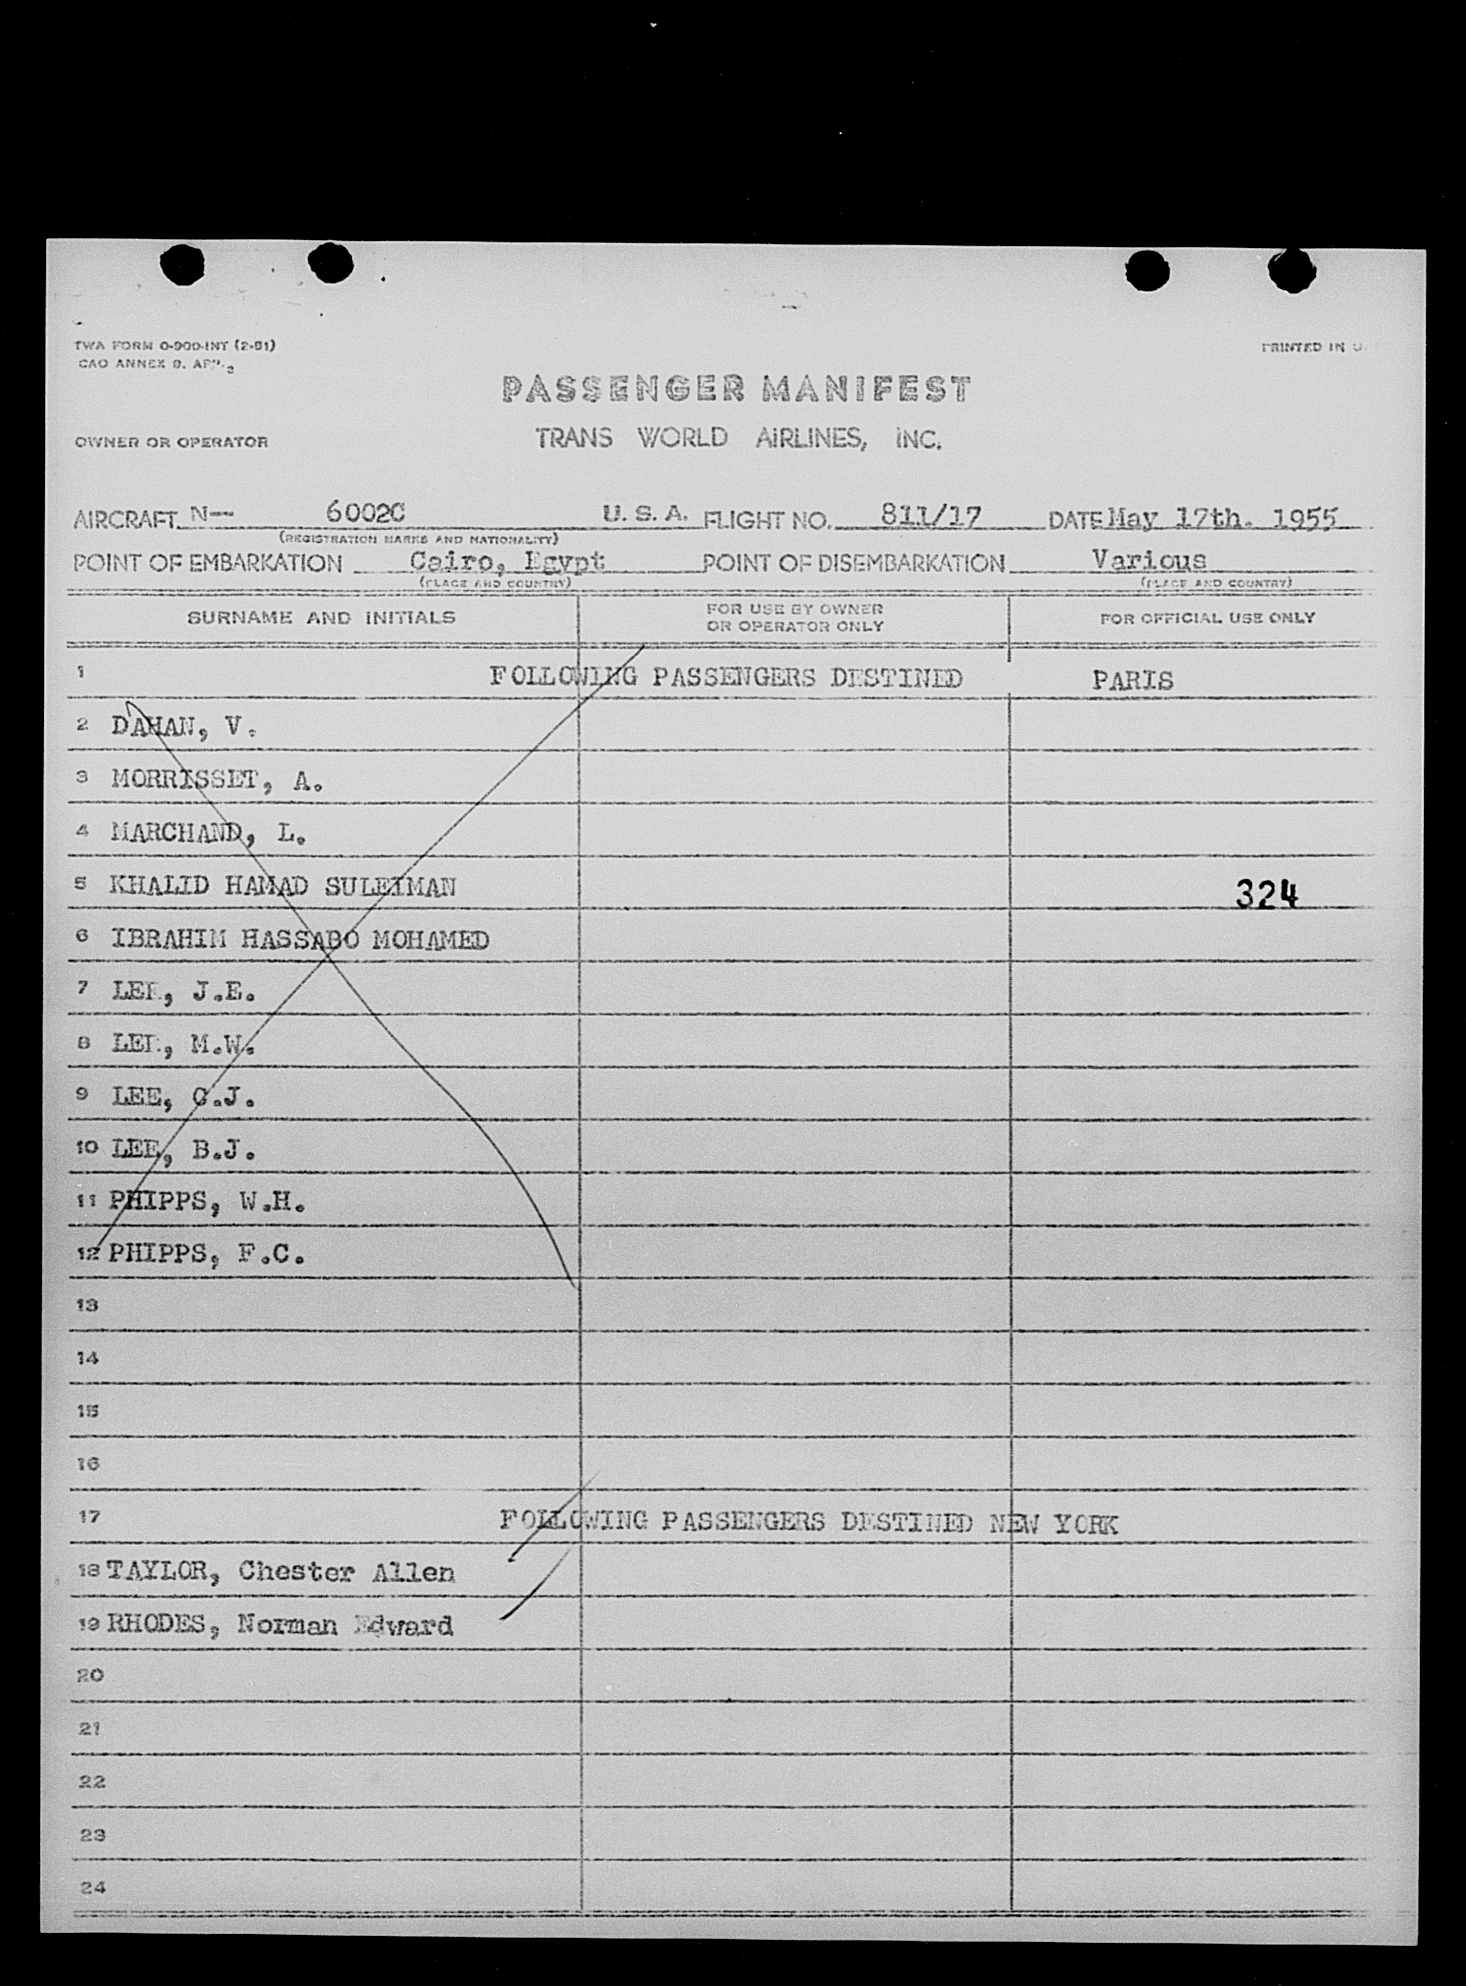 TWA FORM O-900-INT (2-51)
PRINTED IN U.
CAO ANNEX 9, APP. 3
PASSENGER MANIFEST
OWNER OR OPERATOR TRANS WORLD AIRLINES, INC.
AIRCRAFT N- 6002C U. S. A. FLIGHT NO. 811/17 DATE May 17th. 1955
(REGISTRATION MARKS AND NATIONALITY)
POINT OF EMBARKATION Cairo, Egypt POINT OF DISEMBARKATION Various
(PLACE AND COUNTRY) (PLACE AND COUNTRY)
SURNAME AND INITIALS FOR USE BY OWNER OR OPERATOR ONLY FOR OFFICIAL USE ONLY
1 FOLLOWING PASSENGERS DESTINED PARIS
2 DAHAN, V.
3 MORRISSET, A.
4 MARCHAND, L.
5 KHALID HAMAD SULEIMAN 324
6 IBRAHIM HASSABO MOHAMED
7 LEE, J.E.
8 LEE, M.W.
9 LEE, G.J.
10 LEE, B.J.
11 PHIPPS, W.H.
12 PHIPPS, F.C.
13
14
15
16
17 FOLLOWING PASSENGERS DESTINED NEW YORK
18 TAYLOR, Chester Allen
19 RHODES, Norman Edward
20
21
22
23
24